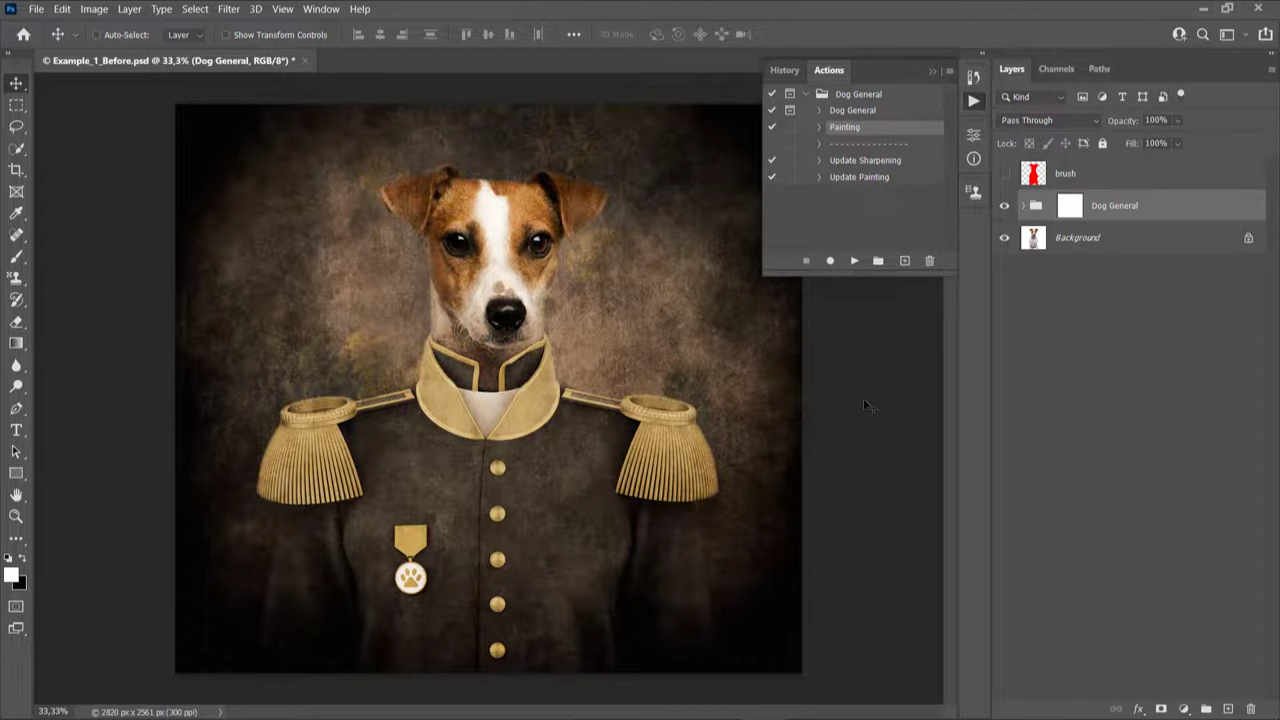 Ps File Edit Image Layer Type Select Filter 3D View Window Help
Auto-Select: Layer Show Transform Controls 3D Mode:
© Example_1_Before.psd @ 33,3% (Dog General, RGB/8*) *
History Actions
Dog General
Dog General
Painting
- - - - - - - - - - - - - - - - -
Update Sharpening
Update Painting
Layers Channels Paths
Kind
Pass Through Opacity: 100%
Lock: Fill: 100%
brush
Dog General
Background
33,33% © 2820 px x 2561 px (300 ppi)